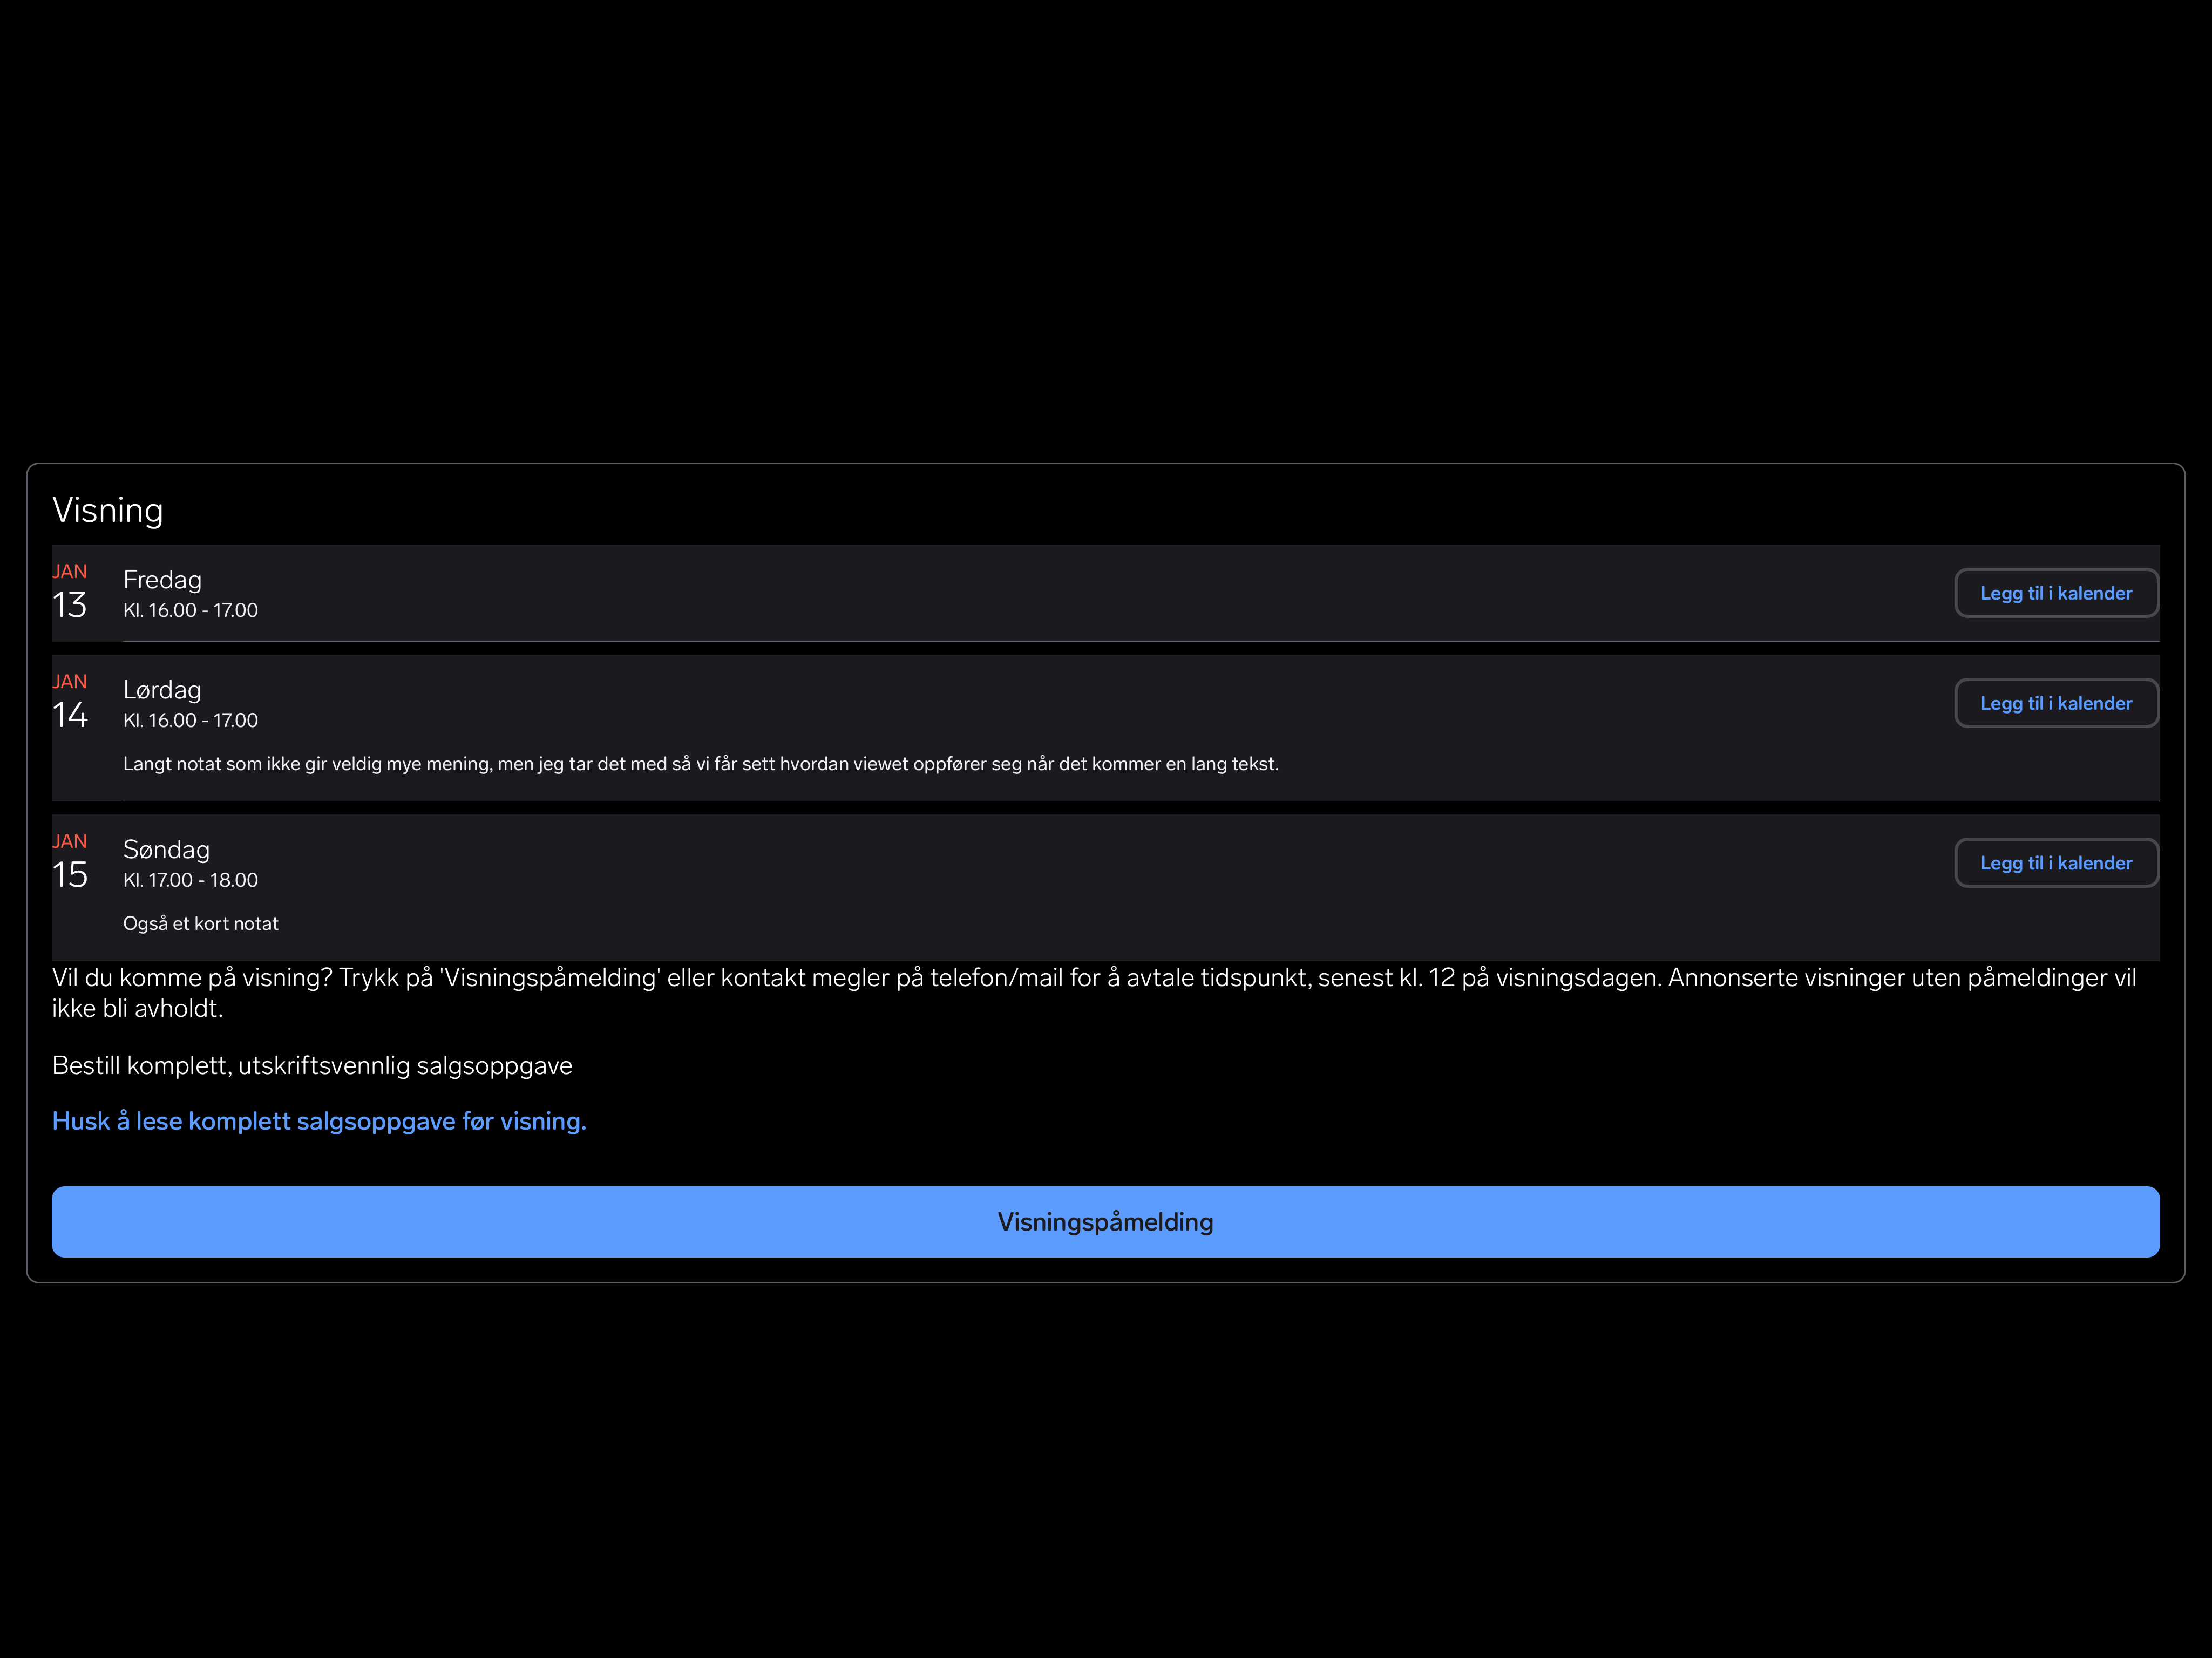 Visning
JAN
13
Fredag
Kl. 16.00 - 17.00
Legg til i kalender
JAN
14
Lørdag
Kl. 16.00 - 17.00
Legg til i kalender
Langt notat som ikke gir veldig mye mening, men jeg tar det med så vi får sett hvordan viewet oppfører seg når det kommer en lang tekst.
JAN
15
Søndag
Kl. 17.00 - 18.00
Legg til i kalender
Også et kort notat
Vil du komme på visning? Trykk på 'Visningspåmelding' eller kontakt megler på telefon/mail for å avtale tidspunkt, senest kl. 12 på visningsdagen. Annonserte visninger uten påmeldinger vil
ikke bli avholdt.
Bestill komplett, utskriftsvennlig salgsoppgave
Husk å lese komplett salgsoppgave før visning.
Visningspåmelding